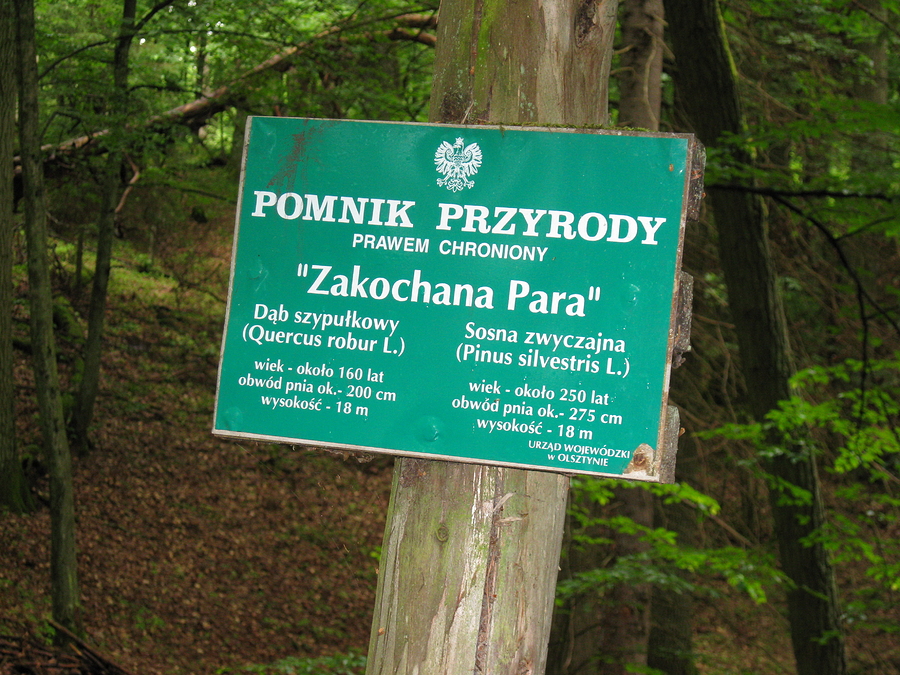 POMNIK PRZYRODY
PRAWEM CHRONIONY
"Zakochana Para"
Dąb szypułkowy
(Quercus robur L.)
wiek - około 160 lat
obwód pnia ok.- 200 cm
wysokość - 18 m
Sosna zwyczajna
(Pinus silvestris L.)
wiek - około 250 lat
obwód pnia ok.- 275 cm
wysokość - 18 m
URZĄD WOJEWÓDZKI
w OLSZTYNIE